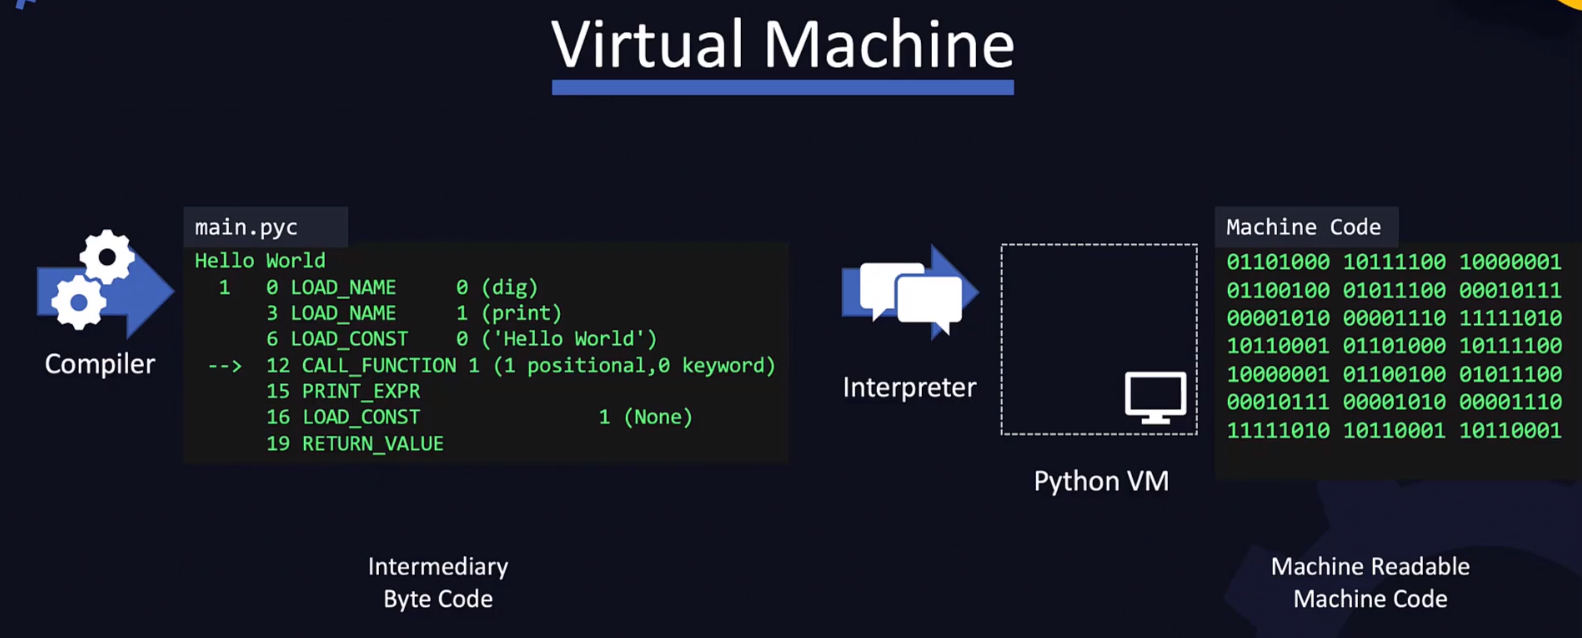 Virtual Machine
Compiler
main.pyc
Hello World
1 0 LOAD_NAME 0 (dig)
3 LOAD_NAME 1 (print)
6 LOAD_CONST 0 ('Hello World')
--> 12 CALL_FUNCTION 1 (1 positional,0 keyword)
15 PRINT_EXPR
16 LOAD_CONST 1 (None)
19 RETURN_VALUE
Intermediary
Byte Code
Interpreter
Python VM
Machine Code
01101000 10111100 10000001
01100100 01011100 00010111
00001010 00001110 11111010
10110001 01101000 10111100
10000001 01100100 01011100
00010111 00001010 00001110
11111010 10110001 10110001
Machine Readable
Machine Code